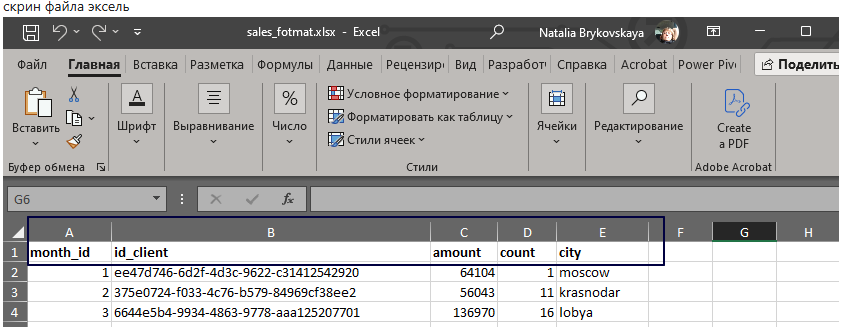 скрин файла эксель
sales_fotmat.xlsx - Excel
Natalia Brykovskaya
Файл Главная Вставка Разметка Формулы Данные Рецензиро Вид Разработ Справка Acrobat Power Piv Поделить
Вставить
Буфер обмена
Шрифт
Выравнивание
%
Число
Условное форматирование
Форматировать как таблицу
Стили ячеек
Стили
Ячейки
Редактирование
Create
a PDF
Adobe Acrobat
G6
fx
A B C D E F G H
1 month_id id_client amount count city
2 1 ee47d746-6d2f-4d3c-9622-c31412542920 64104 1 moscow
3 2 375e0724-f033-4c76-b579-84969cf38ee2 56043 11 krasnodar
4 3 6644e5b4-9934-4863-9778-aaa125207701 136970 16 lobya